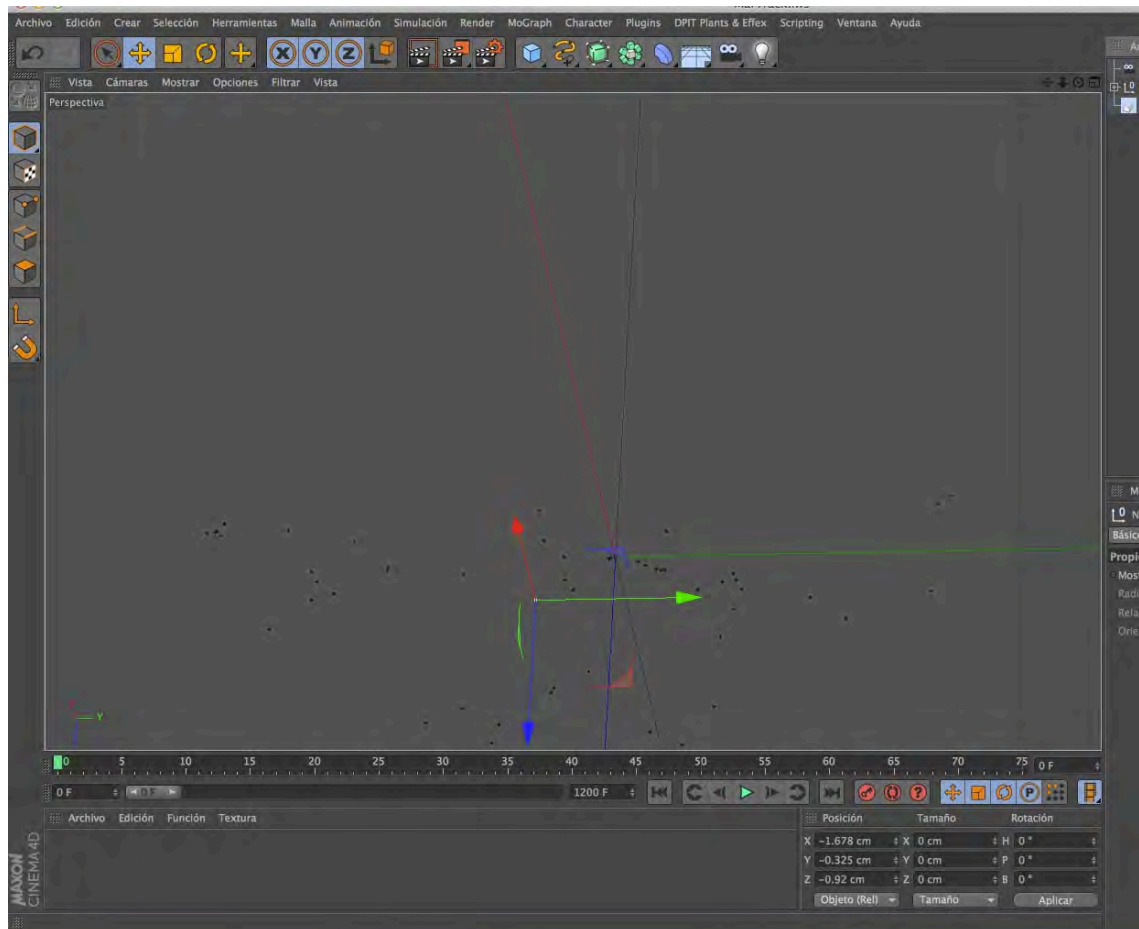 Archivo Edición Crear Selección Herramientas Malla Animación Simulación Render MoGraph Character Plugins DPIT Plants & Effex Scripting Ventana Ayuda
Vista Cámaras Mostrar Opciones Filtrar Vista
Perspectiva
Básico
Y
0 5 10 15 20 25 30 35 40 45 50 55 60 65 70 75 0 F
0 F 0 F 1200 F
Archivo Edición Función Textura
Posición Tamaño Rotación
X -1.678 cm X 0 cm H 0 °
Y -0.325 cm Y 0 cm P 0 °
Z -0.92 cm Z 0 cm B 0 °
Objeto (Rel) Tamaño Aplicar
MAXON
CINEMA 4D